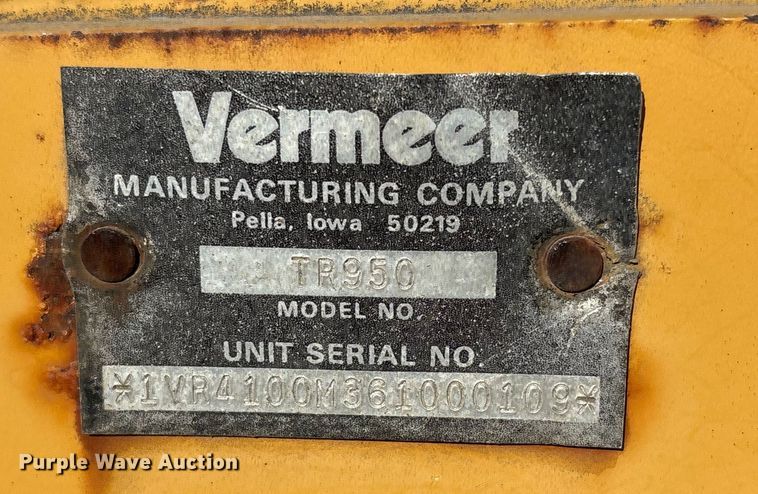 Vermeer
MANUFACTURING COMPANY
Pella, Iowa 50219
TR950
MODEL NO.
UNIT SERIAL NO.
*1VR4100M361000109*
Purple Wave Auction